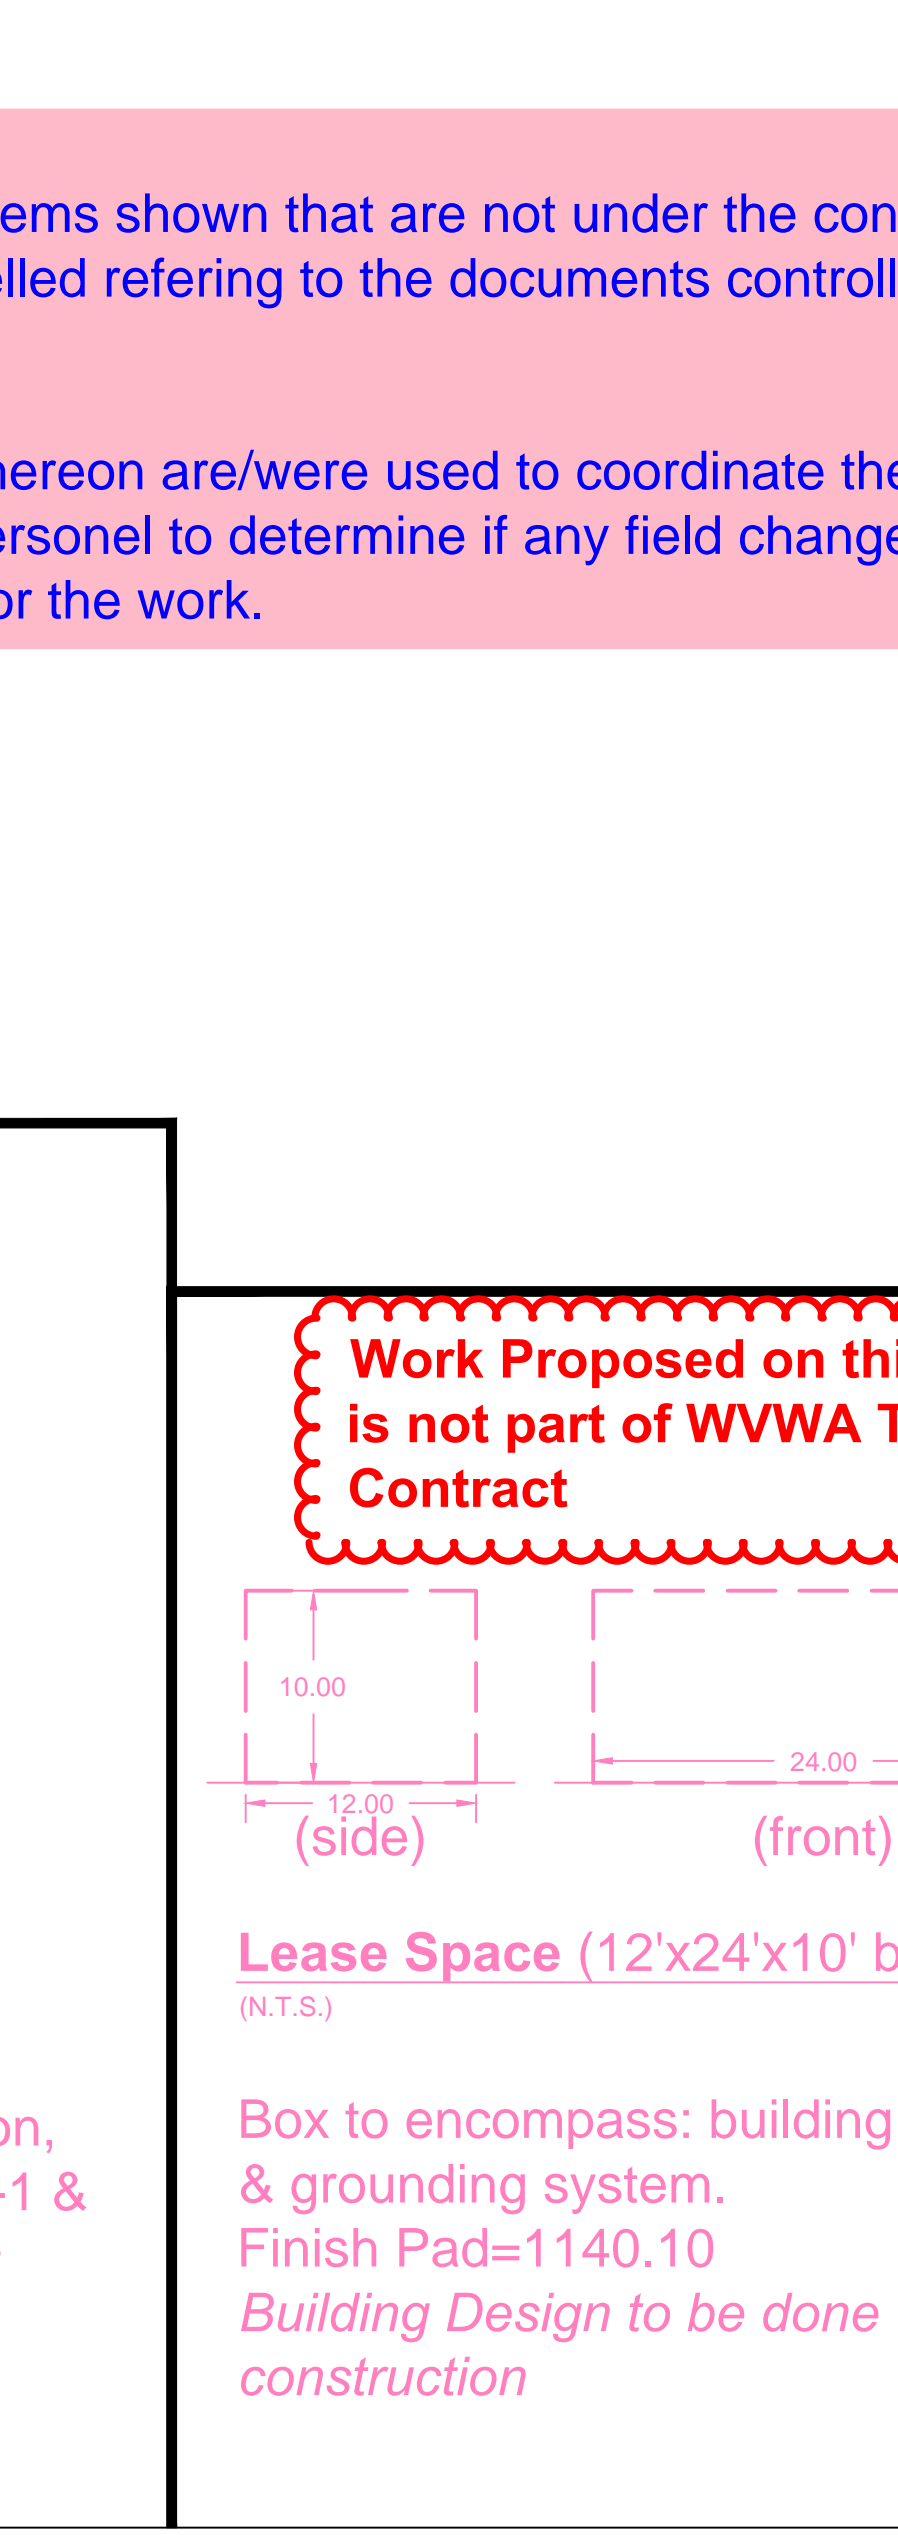 ems shown that are not under the con
elled refering to the documents controll
hereon are/were used to coordinate the
ersonel to determine if any field change
or the work.
Work Proposed on thi
is not part of WVWA T
Contract
10.00
24.00
12.00
(side)
(front)
Lease Space (12'x24'x10' b
(N.T.S.)
on,
-1 &
Box to encompass: building
& grounding system.
Finish Pad=1140.10
Building Design to be done
construction